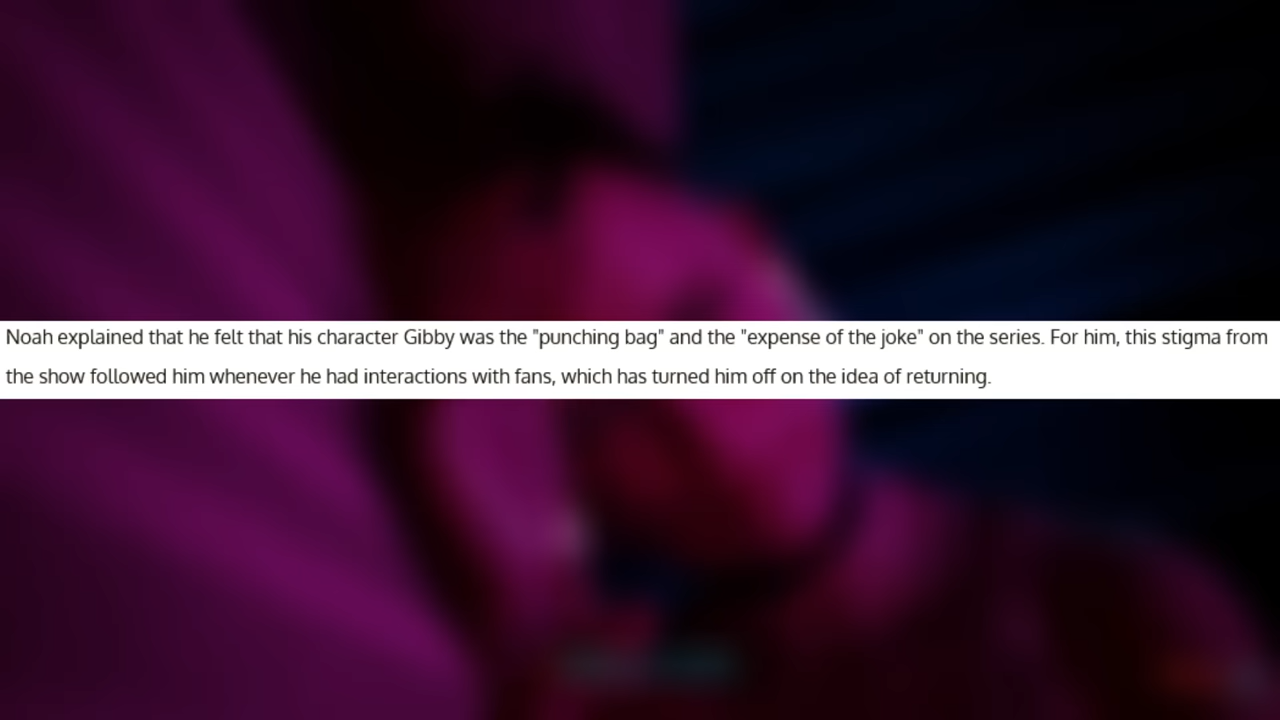 Noah explained that he felt that his character Gibby was the "punching bag" and the "expense of the joke" on the series. For him, this stigma from
the show followed him whenever he had interactions with fans, which has turned him off on the idea of returning.